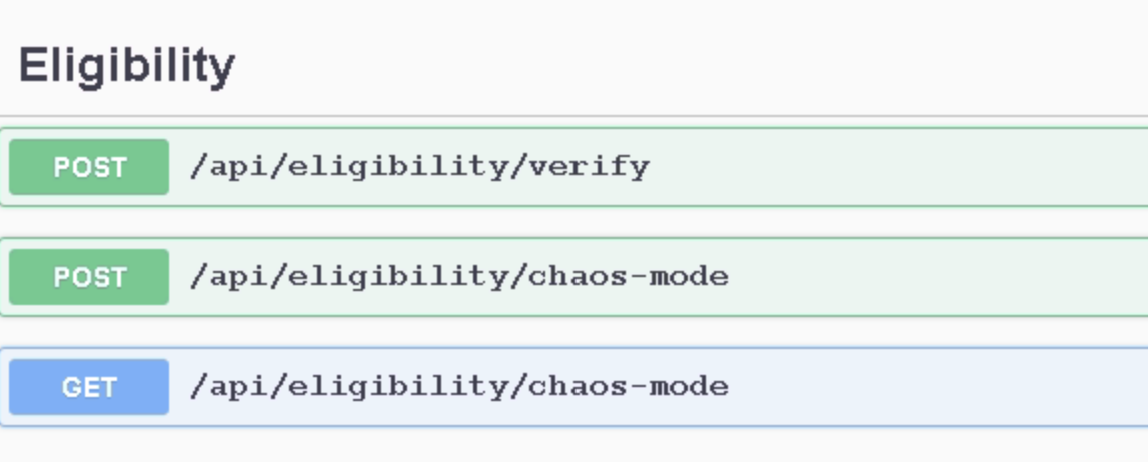 Eligibility
POST /api/eligibility/verify
POST /api/eligibility/chaos-mode
GET /api/eligibility/chaos-mode